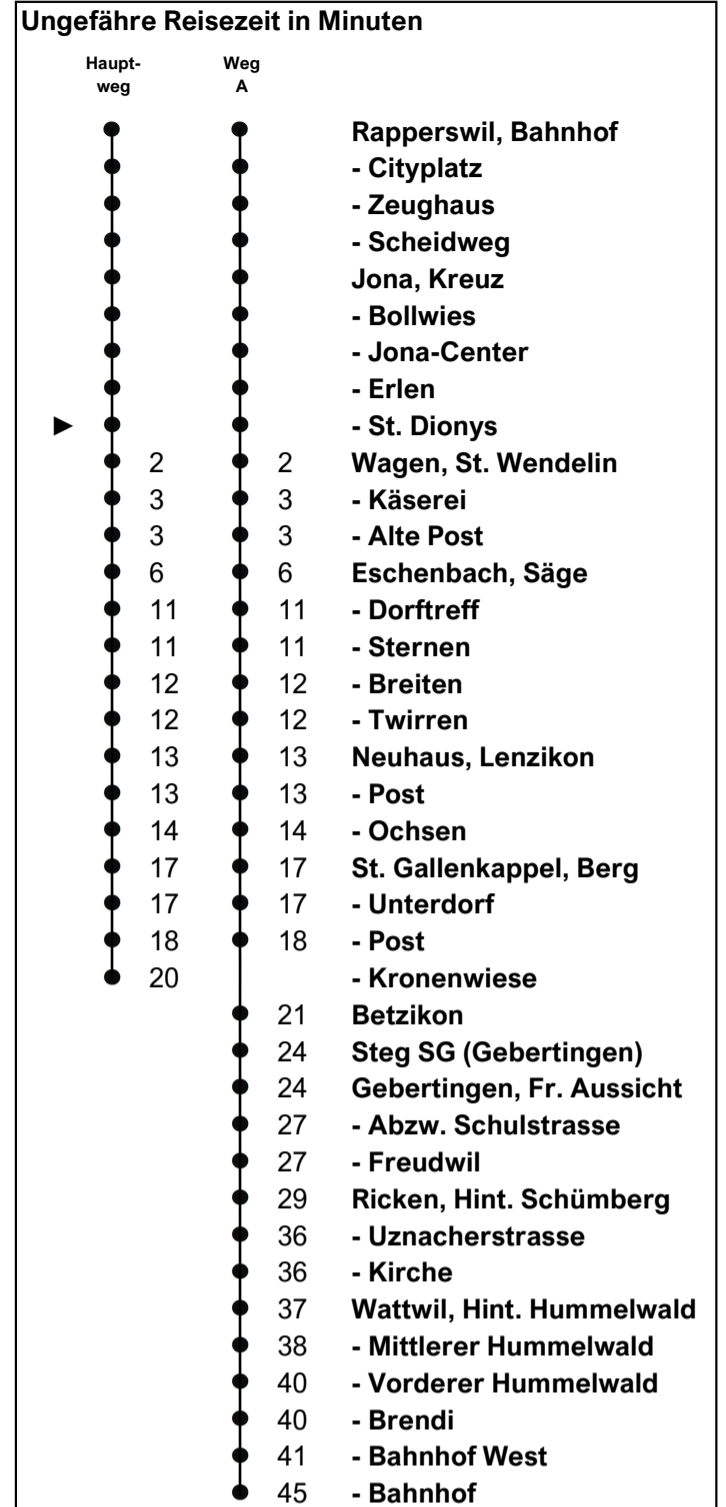 Ungefähre Reisezeit in Minuten
Haupt- Weg
weg A
Rapperswil, Bahnhof
- Cityplatz
- Zeughaus
- Scheidweg
Jona, Kreuz
- Bollwies
- Jona-Center
- Erlen
- St. Dionys
2 2 Wagen, St. Wendelin
3 3 - Käserei
3 3 - Alte Post
6 6 Eschenbach, Säge
11 11 - Dorftreff
11 11 - Sternen
12 12 - Breiten
12 12 - Twirren
13 13 Neuhaus, Lenzikon
13 13 - Post
14 14 - Ochsen
17 17 St. Gallenkappel, Berg
17 17 - Unterdorf
18 18 - Post
20 - Kronenwiese
21 Betzikon
24 Steg SG (Gebertingen)
24 Gebertingen, Fr. Aussicht
27 - Abzw. Schulstrasse
27 - Freudwil
29 Ricken, Hint. Schümberg
36 - Uznacherstrasse
36 - Kirche
37 Wattwil, Hint. Hummelwald
38 - Mittlerer Hummelwald
40 - Vorderer Hummelwald
40 - Brendi
41 - Bahnhof West
45 - Bahnhof